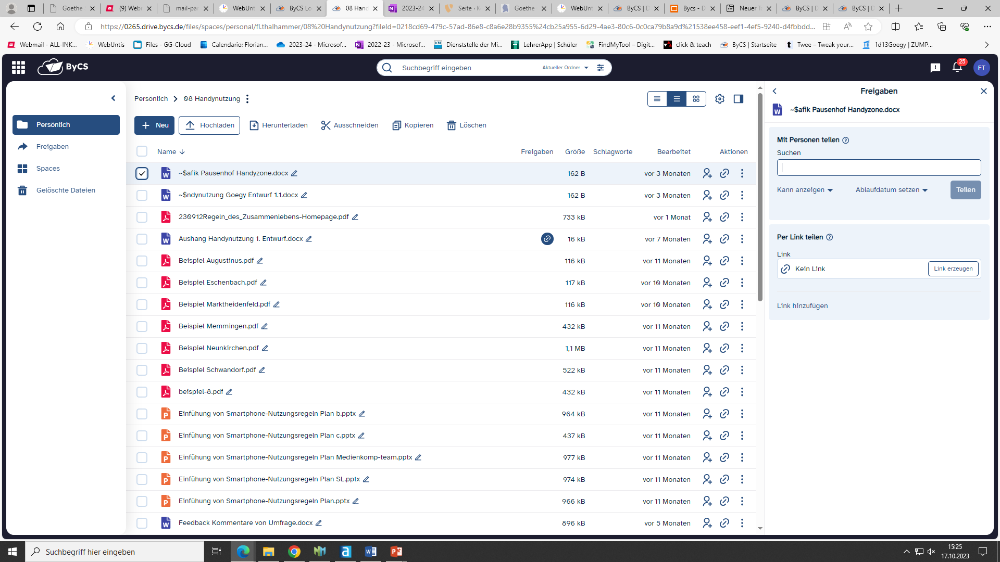 Goethe
(9) Webm
mail-par
WebUnt
ByCS Lo
08 Hand
2023-24
Seite ‹ K
Goethe
WebUnt
ByCS | D
Bycs - D
Neuer T
ByCS | D
ByCS | D
https://0265.drive.bycs.de/files/spaces/personal/fl.thalhammer/08%20Handynutzung?fileId=0218cd69-479c-57ad-86e8-c8a6e28b9355%24cb25a955-6d29-4ae3-80c6-0c0ca79b8a9d%21538ee458-eef1-4ef5-9240-d4fbbdd...
Webmail - ALL-INK...
WebUntis
Files - GG-Cloud
Calendario: Florian...
2023-24 - Microsof...
2022-23 - Microsof...
Dienststelle der Mi...
LehrerApp | Schüler
FindMyTool – Digit...
click & teach
ByCS | Startseite
Twee – Tweak your...
1d13Goegy | ZUMP...
ByCS
Suchbegriff eingeben
Aktueller Ordner
25
FT
Persönlich
Freigaben
Spaces
Gelöschte Dateien
Persönlich > 08 Handynutzung
+ Neu
Hochladen
Herunterladen
Ausschneiden
Kopieren
Löschen
Name Freigaben Größe Schlagworte Bearbeitet Aktionen
~$afik Pausenhof Handyzone.docx 162 B vor 3 Monaten
~$ndynutzung Goegy Entwurf 1.1.docx 162 B vor 3 Monaten
230912Regeln_des_Zusammenlebens-Homepage.pdf 733 kB vor 1 Monat
Aushang Handynutzung 1. Entwurf.docx 16 kB vor 7 Monaten
Beispiel Augustinus.pdf 116 kB vor 11 Monaten
Beispiel Eschenbach.pdf 117 kB vor 10 Monaten
Beispiel Marktheidenfeld.pdf 116 kB vor 10 Monaten
Beispiel Memmingen.pdf 432 kB vor 11 Monaten
Beispiel Neunkirchen.pdf 1,1 MB vor 11 Monaten
Beispiel Schwandorf.pdf 522 kB vor 11 Monaten
beispiel-8.pdf 432 kB vor 11 Monaten
Einfühung von Smartphone-Nutzungsregeln Plan b.pptx 964 kB vor 11 Monaten
Einfühung von Smartphone-Nutzungsregeln Plan c.pptx 437 kB vor 11 Monaten
Einfühung von Smartphone-Nutzungsregeln Plan Medienkomp-team.pptx 977 kB vor 11 Monaten
Einfühung von Smartphone-Nutzungsregeln Plan SL.pptx 974 kB vor 11 Monaten
Einfühung von Smartphone-Nutzungsregeln Plan.pptx 966 kB vor 11 Monaten
Feedback Kommentare von Umfrage.docx 896 kB vor 5 Monaten
Freigaben
~$afik Pausenhof Handyzone.docx
Mit Personen teilen
Suchen
Kann anzeigen
Ablaufdatum setzen
Teilen
Per Link teilen
Link
Kein Link
Link erzeugen
Link hinzufügen
Suchbegriff hier eingeben
15:25
17.10.2023